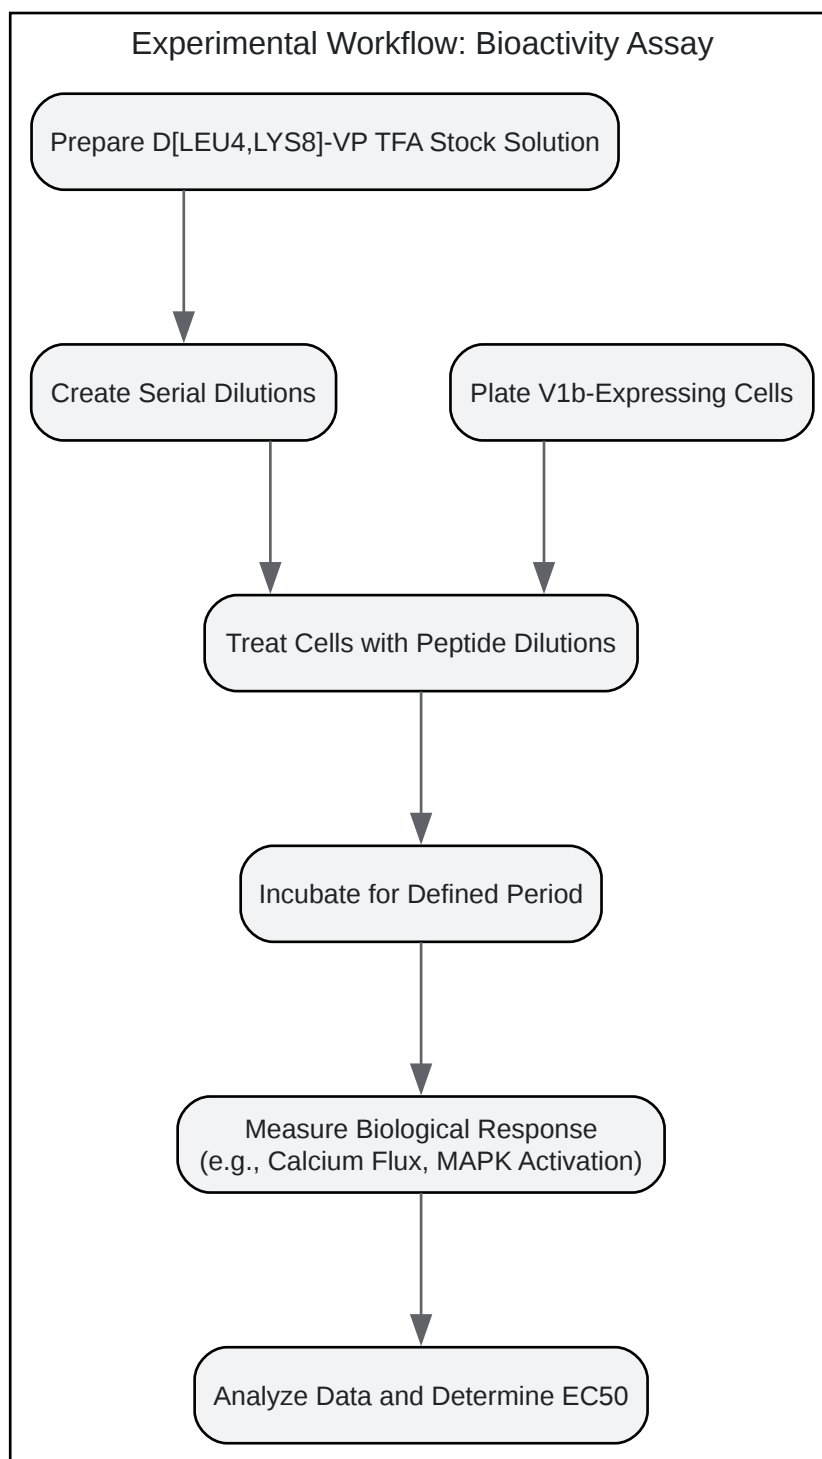 Experimental Workflow: Bioactivity Assay
Prepare D[LEU4,LYS8]-VP TFA Stock Solution
Create Serial Dilutions
Plate V1b-Expressing Cells
Treat Cells with Peptide Dilutions
Incubate for Defined Period
Measure Biological Response
(e.g., Calcium Flux, MAPK Activation)
Analyze Data and Determine EC50